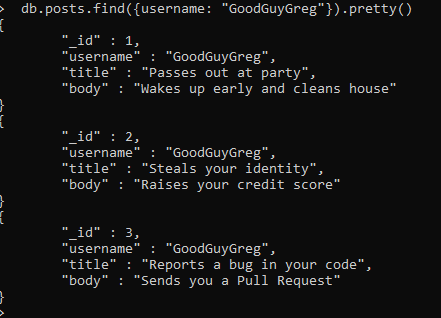 > db.posts.find({username: "GoodGuyGreg"}).pretty()
{
"_id" : 1,
"username" : "GoodGuyGreg",
"title" : "Passes out at party",
"body" : "Wakes up early and cleans house"
}
{
"_id" : 2,
"username" : "GoodGuyGreg",
"title" : "Steals your identity",
"body" : "Raises your credit score"
}
{
"_id" : 3,
"username" : "GoodGuyGreg",
"title" : "Reports a bug in your code",
"body" : "Sends you a Pull Request"
}
>